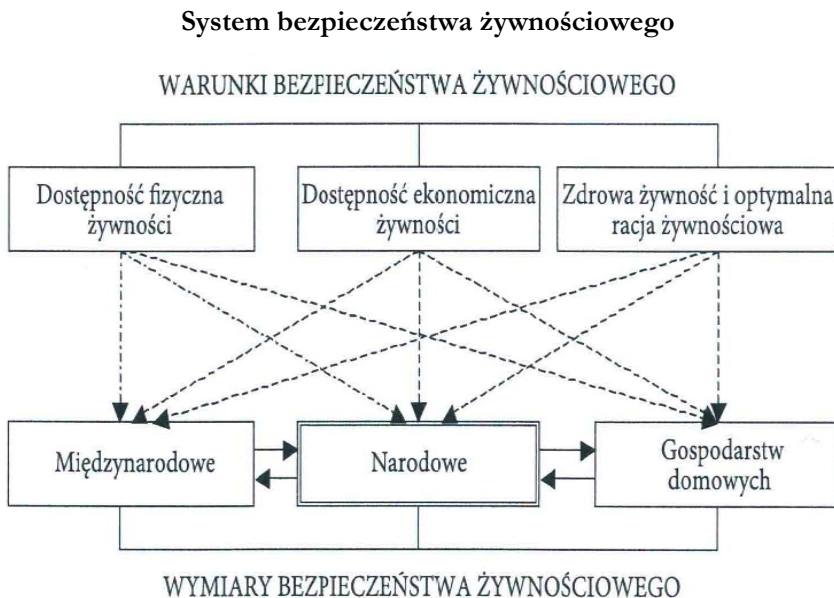 System bezpieczeństwa żywnościowego
WARUNKI BEZPIECZEŃSTWA ŻYWNOŚCIOWEGO
Dostępność fizyczna
żywności
Dostępność ekonomiczna
żywności
Zdrowa żywność i optymalna
racja żywnościowa
Międzynarodowe
Narodowe
Gospodarstw
domowych
WYMIARY BEZPIECZEŃSTWA ŻYWNOŚCIOWEGO